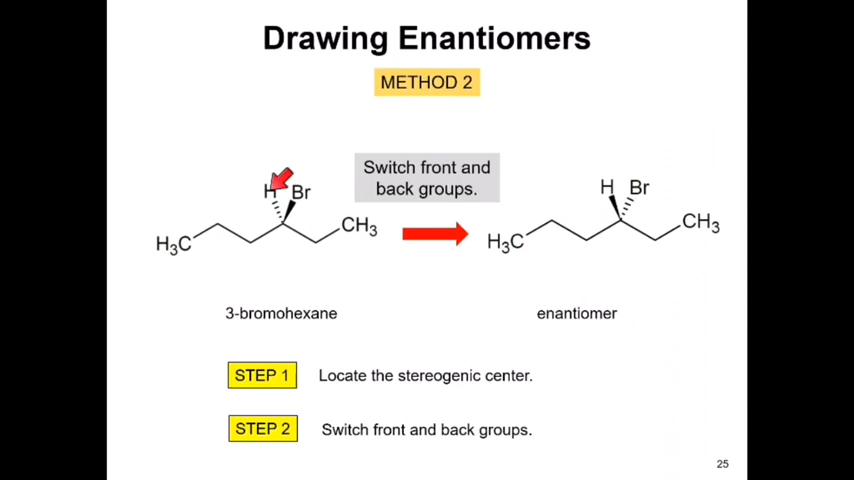 Drawing Enantiomers
METHOD 2
Switch front and
back groups.
H Br
H₃C
CH₃
H Br
H₃C
CH₃
3-bromohexane
enantiomer
STEP 1 Locate the stereogenic center.
STEP 2 Switch front and back groups.
25